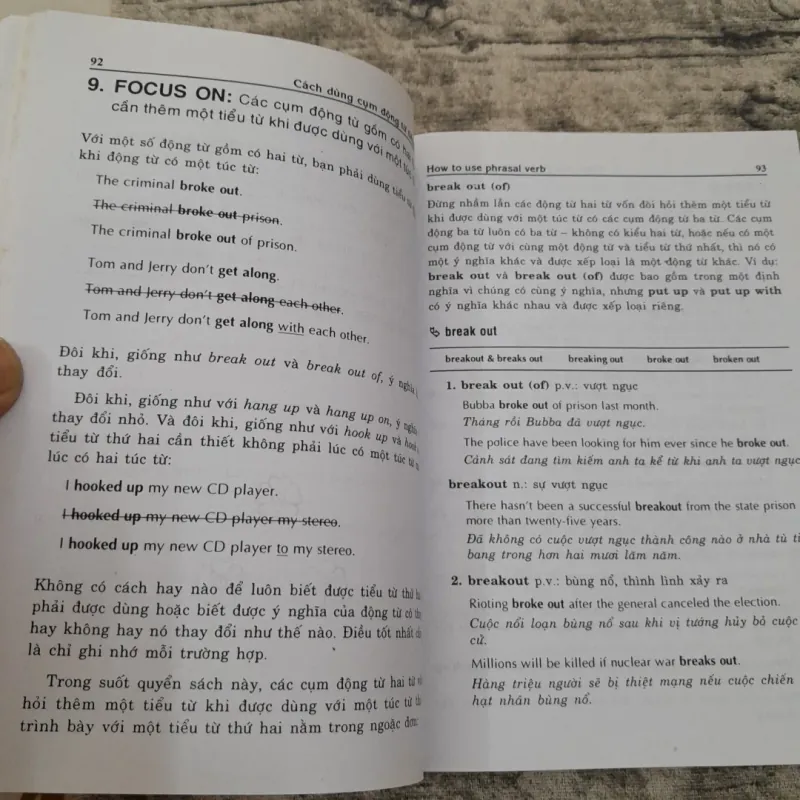 92
Cách dùng cụm động từ
9. FOCUS ON: Các cụm động từ gồm có hai
cần thêm một tiểu từ khi được dùng với một túc
Với một số động từ gồm có hai từ, bạn phải dùng tiểu từ
khi động từ có một túc từ:
The criminal broke out.
The criminal broke out prison.
The criminal broke out of prison.
Tom and Jerry don't get along.
Tom and Jerry don't get along each other.
Tom and Jerry don't get along with each other.
Đôi khi, giống như break out và break out of, ý nghĩa
thay đổi.
Đôi khi, giống như với hang up và hang up on, ý nghĩa
thay đổi nhỏ. Và đôi khi, giống như với hook up và hook
tiểu từ thứ hai cần thiết không phải lúc có một túc từ mà
lúc có hai túc từ:
I hooked up my new CD player.
I hooked up my new CD player my stereo.
I hooked up my new CD player to my stereo.
Không có cách hay nào để luôn biết được tiểu từ thứ hai
phải được dùng hoặc biết được ý nghĩa của động từ có
hay không hay nó thay đổi như thế nào. Điều tốt nhất
là chỉ ghi nhớ mỗi trường hợp.
Trong suốt quyển sách này, các cụm động từ hai từ
hỏi thêm một tiểu từ khi được dùng với một túc từ
trình bày với một tiểu từ thứ hai nằm trong ngoặc đơn:
How to use phrasal verb 93
break out (of)
Đừng nhầm lẫn các động từ hai từ vốn đòi hỏi thêm một tiểu từ
khi được dùng với một túc từ có các cụm động từ ba từ. Các cụm
động từ ba từ luôn có ba từ – không có kiểu hai từ, hoặc nếu có một
cụm động từ với cùng một động từ và tiểu từ thứ nhất, thì nó có
một ý nghĩa khác và được xếp loại là một động từ khác. Ví dụ:
break out và break out (of) được bao gồm trong một định
nghĩa vì chúng có cùng ý nghĩa, nhưng put up và put up with
có ý nghĩa khác nhau và được xếp loại riêng.
break out
breakout & breaks out breaking out broke out broken out
1. break out (of) p.v.: vượt ngục
Bubba broke out of prison last month.
Tháng rồi Bubba đã vượt ngục.
The police have been looking for him ever since he broke out.
Cảnh sát đang tìm kiếm anh ta kể từ khi anh ta vượt ngục
breakout n.: sự vượt ngục
There hasn't been a successful breakout from the state prison
more than twenty-five years.
Đã không có cuộc vượt ngục thành công nào ở nhà tù
bang trong hơn hai mươi lăm năm.
2. breakout p.v.: bùng nổ, thình lình xảy ra
Rioting broke out after the general canceled the election.
Cuộc nổi loạn bùng nổ sau khi vị tướng hủy bỏ cuộc
cử.
Millions will be killed if nuclear war breaks out.
Hàng triệu người sẽ bị thiệt mạng nếu cuộc chiến
hạt nhân bùng nổ.